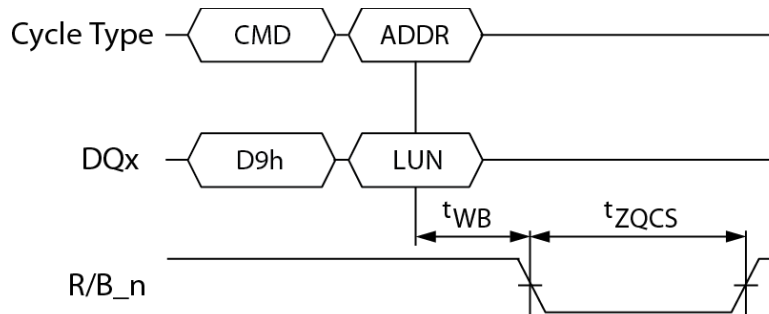 Cycle Type CMD ADDR
DQx D9h LUN
tWB tZQCS
R/B_n